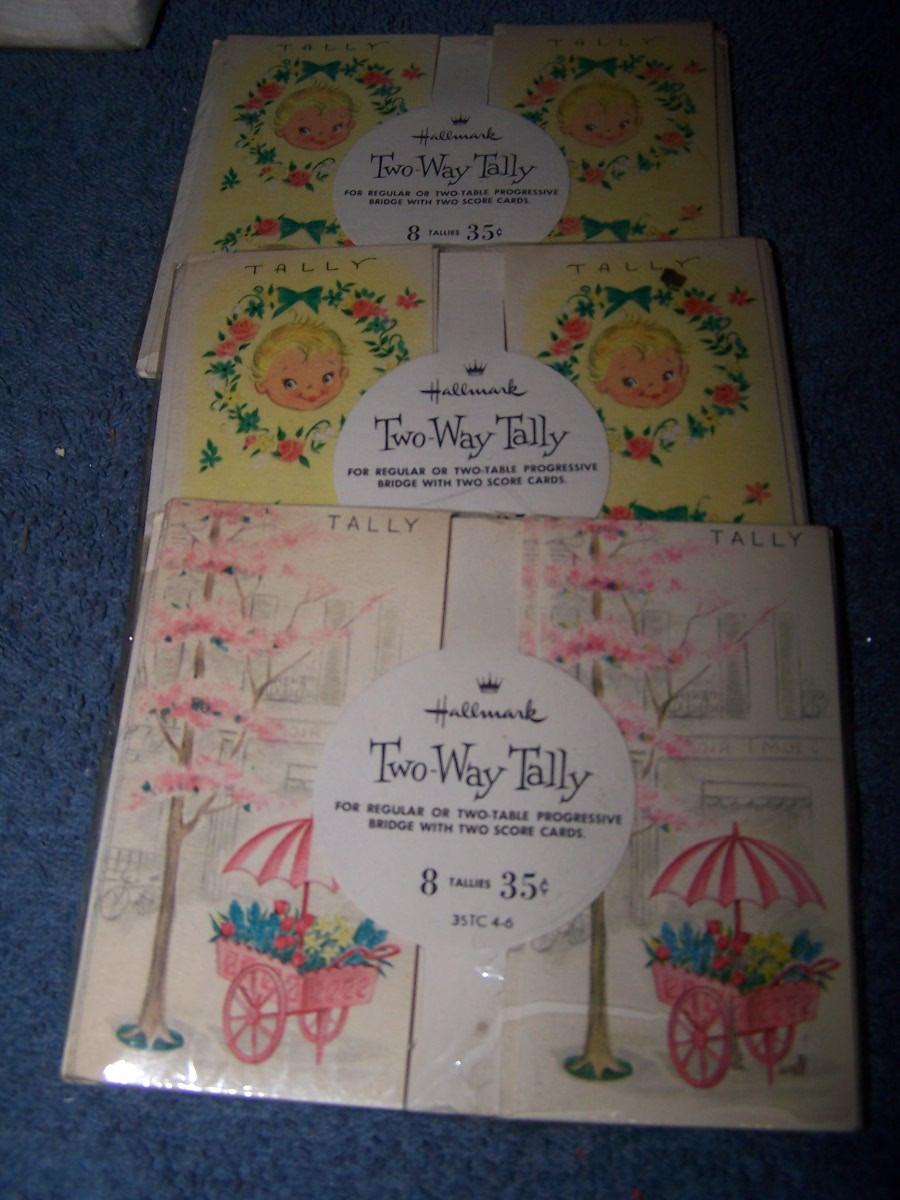 TALLY
TALLY
Hallmark
Two-Way Tally
FOR REGULAR OR TWO-TABLE PROGRESSIVE
BRIDGE WITH TWO SCORE CARDS.
8 TALLIES 35¢
TALLY
TALLY
Hallmark
Two-Way Tally
FOR REGULAR OR TWO-TABLE PROGRESSIVE
BRIDGE WITH TWO SCORE CARDS.
TALLY
TALLY
Hallmark
Two-Way Tally
FOR REGULAR OR TWO-TABLE PROGRESSIVE
BRIDGE WITH TWO SCORE CARDS.
8 TALLIES 35¢
35TC 4-6